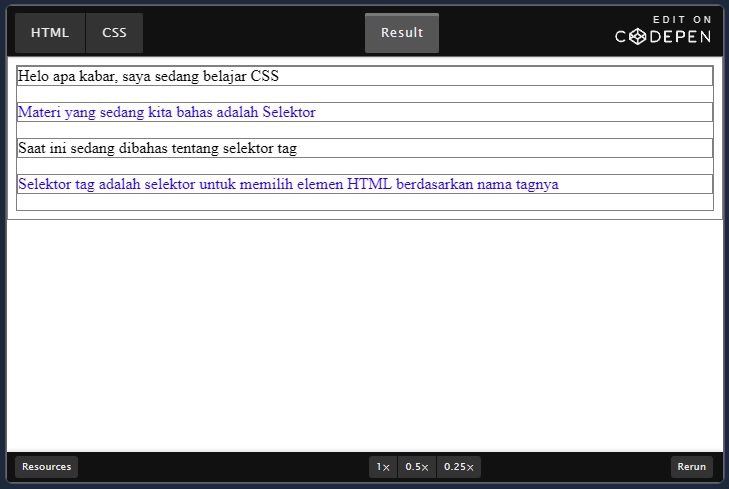 HTML CSS Result EDIT ON
CODEPEN
Helo apa kabar, saya sedang belajar CSS
Materi yang sedang kita bahas adalah Selektor
Saat ini sedang dibahas tentang selektor tag
Selektor tag adalah selektor untuk memilih elemen HTML berdasarkan nama tagnya
Resources 1× 0.5× 0.25× Rerun